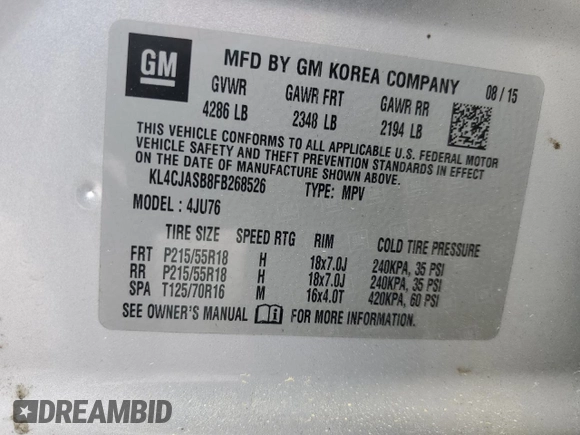 GM
MFD BY GM KOREA COMPANY 08 / 15
GVWR GAWR FRT GAWR RR
4286 LB 2348 LB 2194 LB
THIS VEHICLE CONFORMS TO ALL APPLICABLE U.S. FEDERAL MOTOR
VEHICLE SAFETY AND THEFT PREVENTION STANDARDS IN EFFECT
ON THE DATE OF MANUFACTURE SHOWN ABOVE.
KL4CJASB8FB268526 TYPE: MPV
MODEL : 4JU76
TIRE SIZE SPEED RTG RIM COLD TIRE PRESSURE
FRT P215/55R18 H 18x7.0J 240KPA, 35 PSI
RR P215/55R18 H 18x7.0J 240KPA, 35 PSI
SPA T125/70R16 M 16x4.0T 420KPA, 60 PSI
SEE OWNER'S MANUAL FOR MORE INFORMATION
DREAMBID